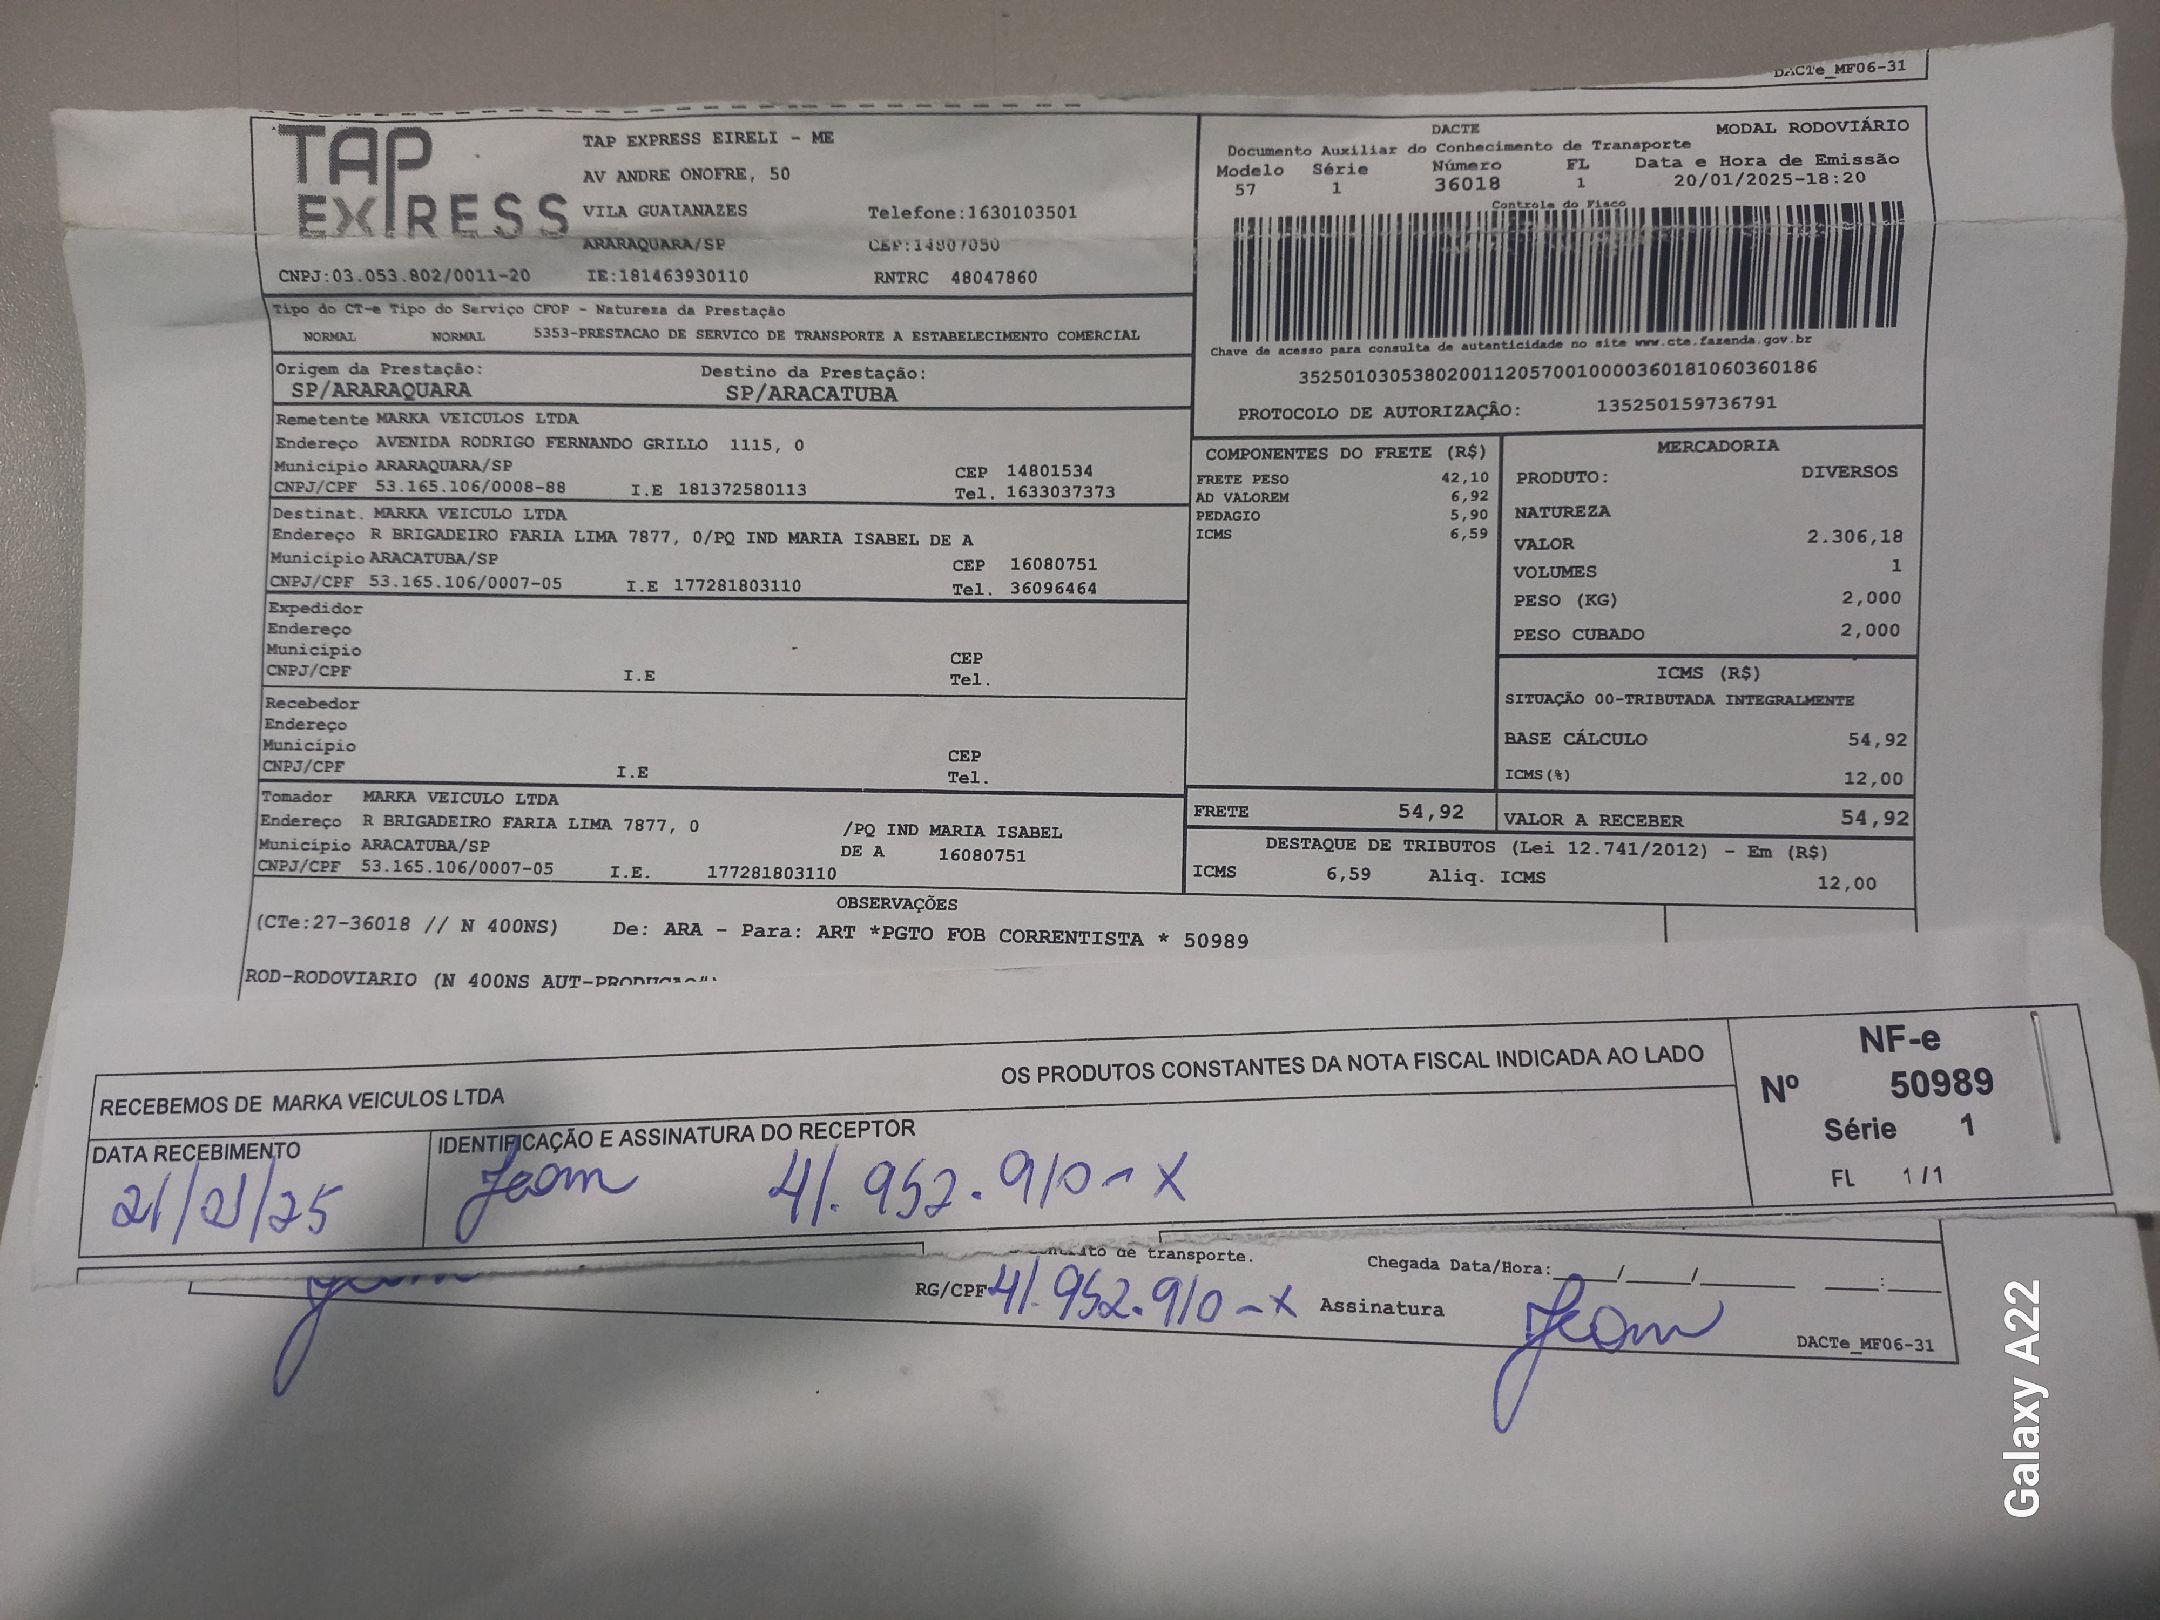 DACTe_MF06-31
TAP EXPRESS
TAP EXPRESS EIRELI - ME
AV ANDRE ONOFRE, 50
VILA GUAIANAZES Telefone:1630103501
ARARAQUARA/SP CEP:14807050
CNPJ:03.053.802/0011-20 IE:181463930110 RNTRC 48047860
DACTE MODAL RODOVIÁRIO
Documento Auxiliar do Conhecimento de Transporte
Modelo Série Número FL Data e Hora de Emissão
57 1 36018 1 20/01/2025-18:20
Controle do Fisco
Chave de acesso para consulta de autenticidade no site www.cte.fazenda.gov.br
35250103053802001120570010000360181060360186
PROTOCOLO DE AUTORIZAÇÂO: 135250159736791
Tipo do CT-e Tipo do Serviço CFOP - Natureza da Prestação
NORMAL NORMAL 5353-PRESTACAO DE SERVICO DE TRANSPORTE A ESTABELECIMENTO COMERCIAL
Origem da Prestação: Destino da Prestação:
SP/ARARAQUARA SP/ARACATUBA
Remetente MARKA VEICULOS LTDA
Endereço AVENIDA RODRIGO FERNANDO GRILLO 1115, 0
Município ARARAQUARA/SP CEP 14801534
CNPJ/CPF 53.165.106/0008-88 I.E 181372580113 Tel. 1633037373
Destinat. MARKA VEICULO LTDA
Endereço R BRIGADEIRO FARIA LIMA 7877, 0/PQ IND MARIA ISABEL DE A
Município ARACATUBA/SP CEP 16080751
CNPJ/CPF 53.165.106/0007-05 I.E 177281803110 Tel. 36096464
Expedidor
Endereço
Município CEP
CNPJ/CPF I.E Tel.
Recebedor
Endereço
Município CEP
CNPJ/CPF I.E Tel.
Tomador MARKA VEICULO LTDA
Endereço R BRIGADEIRO FARIA LIMA 7877, 0 /PQ IND MARIA ISABEL
Município ARACATUBA/SP DE A 16080751
CNPJ/CPF 53.165.106/0007-05 I.E. 177281803110
COMPONENTES DO FRETE (R$)
FRETE PESO 42,10
AD VALOREM 6,92
PEDAGIO 5,90
ICMS 6,59
MERCADORIA
PRODUTO: DIVERSOS
NATUREZA
VALOR 2.306,18
VOLUMES 1
PESO (KG) 2,000
PESO CUBADO 2,000
ICMS (R$)
SITUAÇÃO 00-TRIBUTADA INTEGRALMENTE
BASE CÁLCULO 54,92
ICMS(%) 12,00
FRETE 54,92 VALOR A RECEBER 54,92
DESTAQUE DE TRIBUTOS (Lei 12.741/2012) - Em (R$)
ICMS 6,59 Aliq. ICMS 12,00
OBSERVAÇÕES
(CTe:27-36018 // N 400NS) De: ARA - Para: ART *PGTO FOB CORRENTISTA * 50989
ROD-RODOVIARIO (N 400NS
RECEBEMOS DE MARKA VEICULOS LTDA OS PRODUTOS CONSTANTES DA NOTA FISCAL INDICADA AO LADO
DATA RECEBIMENTO IDENTIFICAÇÃO E ASSINATURA DO RECEPTOR
21/01/25 Jean 41.952.910-X
NF-e
Nº 50989
Série 1
FL 1/1
de transporte. Chegada Data/Hora:____/____/______ ____:____
RG/CPF 41.952.910-X Assinatura Jean
DACTe_MF06-31
Galaxy A22